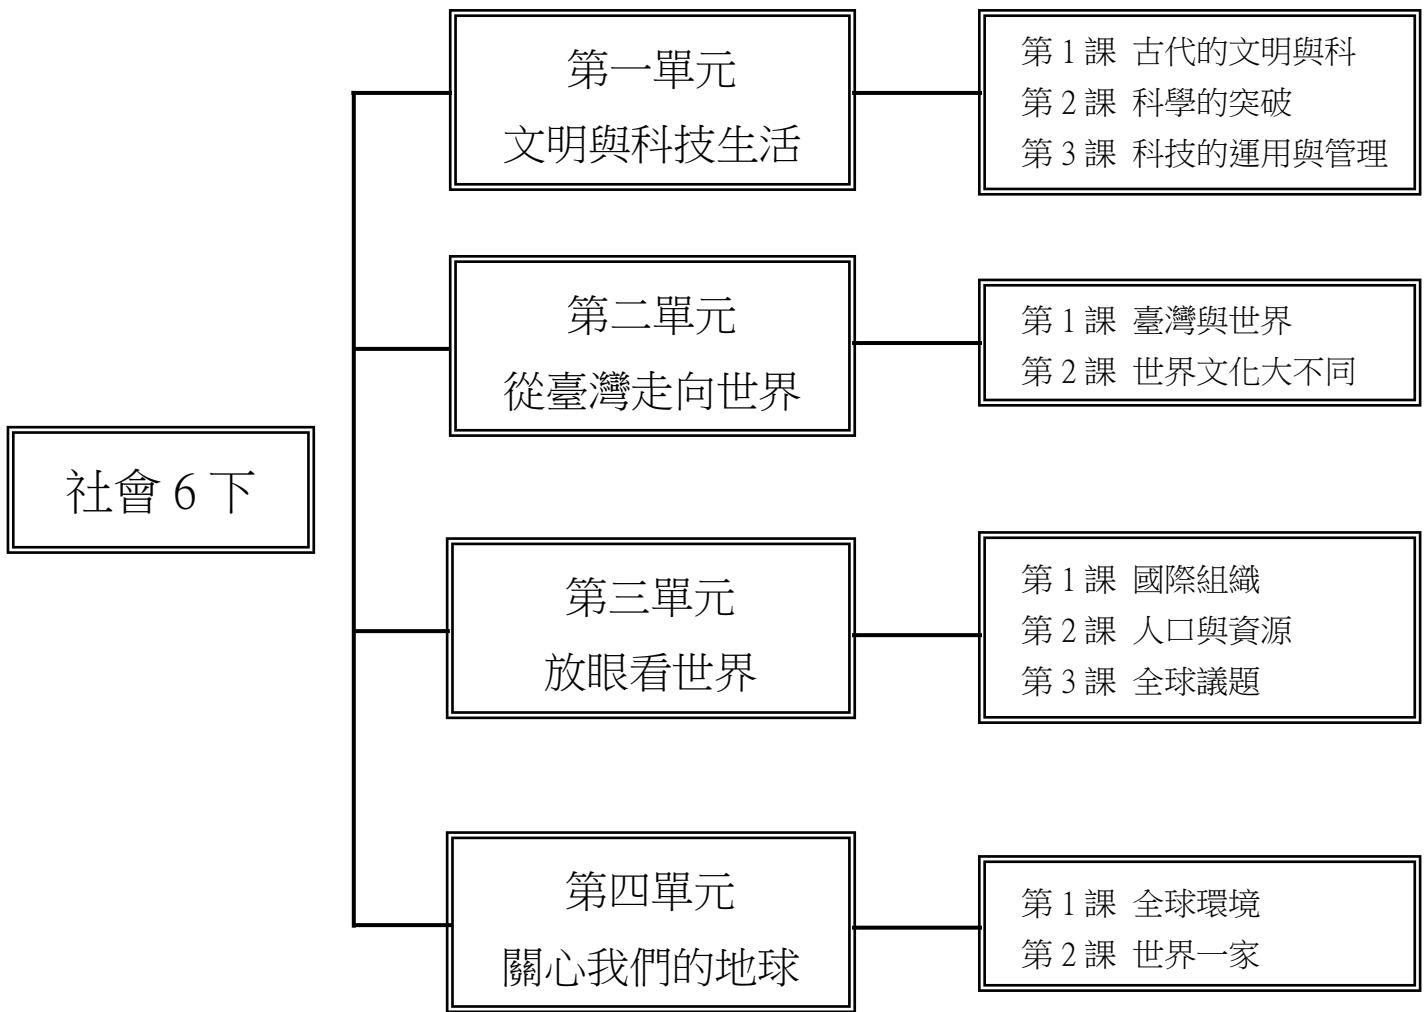 社會 6 下
第一單元
文明與科技生活
第 1 課 古代的文明與科
第 2 課 科學的突破
第 3 課 科技的運用與管理
第二單元
從臺灣走向世界
第 1 課 臺灣與世界
第 2 課 世界文化大不同
第三單元
放眼看世界
第 1 課 國際組織
第 2 課 人口與資源
第 3 課 全球議題
第四單元
關心我們的地球
第 1 課 全球環境
第 2 課 世界一家